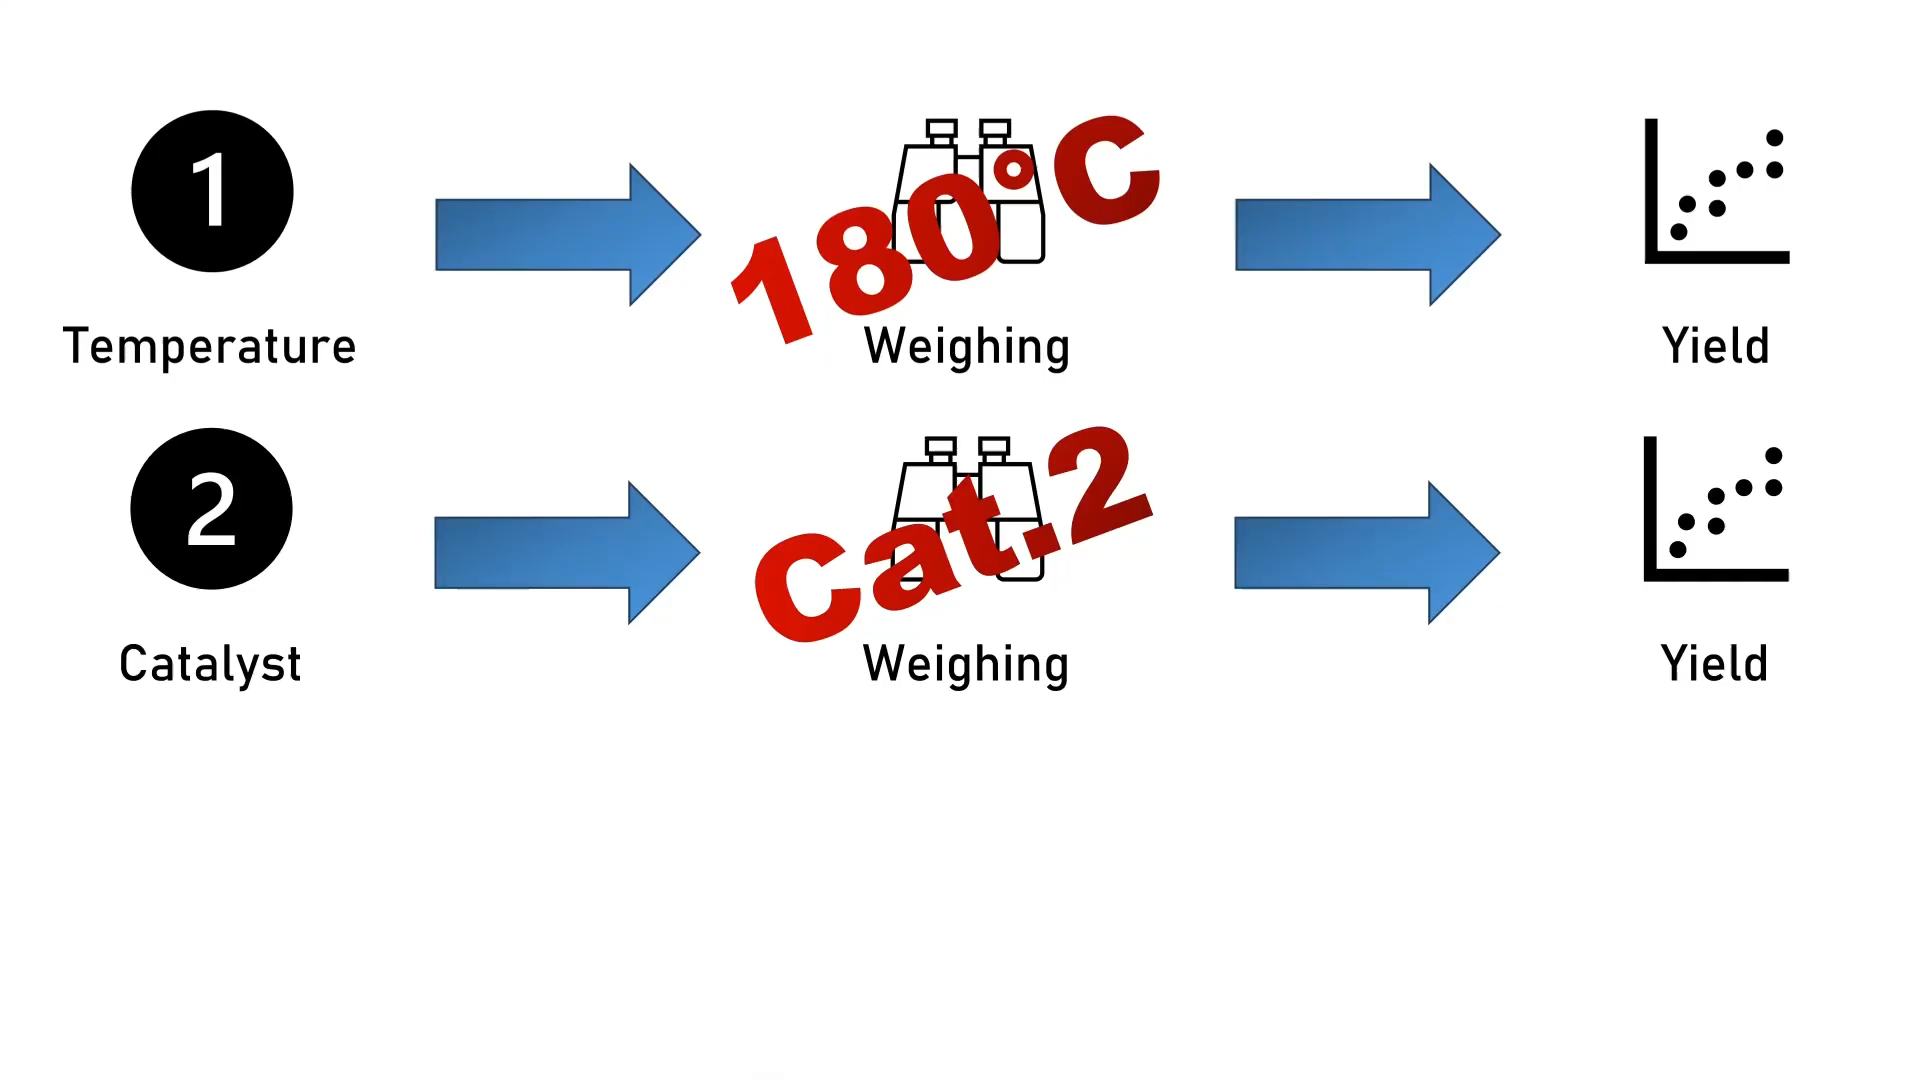 1
180°C
Temperature
Weighing
Yield
2
Cat.2
Catalyst
Weighing
Yield